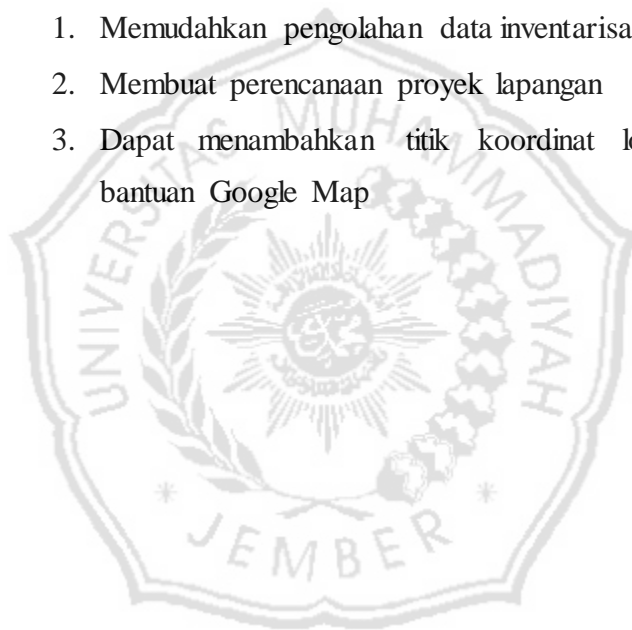 1. Memudahkan pengolahan data inventarisa
2. Membuat perencanaan proyek lapangan
3. Dapat menambahkan titik koordinat
bantuan Google Map
UNIVERSITAS MUHAMMADIYAH
* JEMBER *